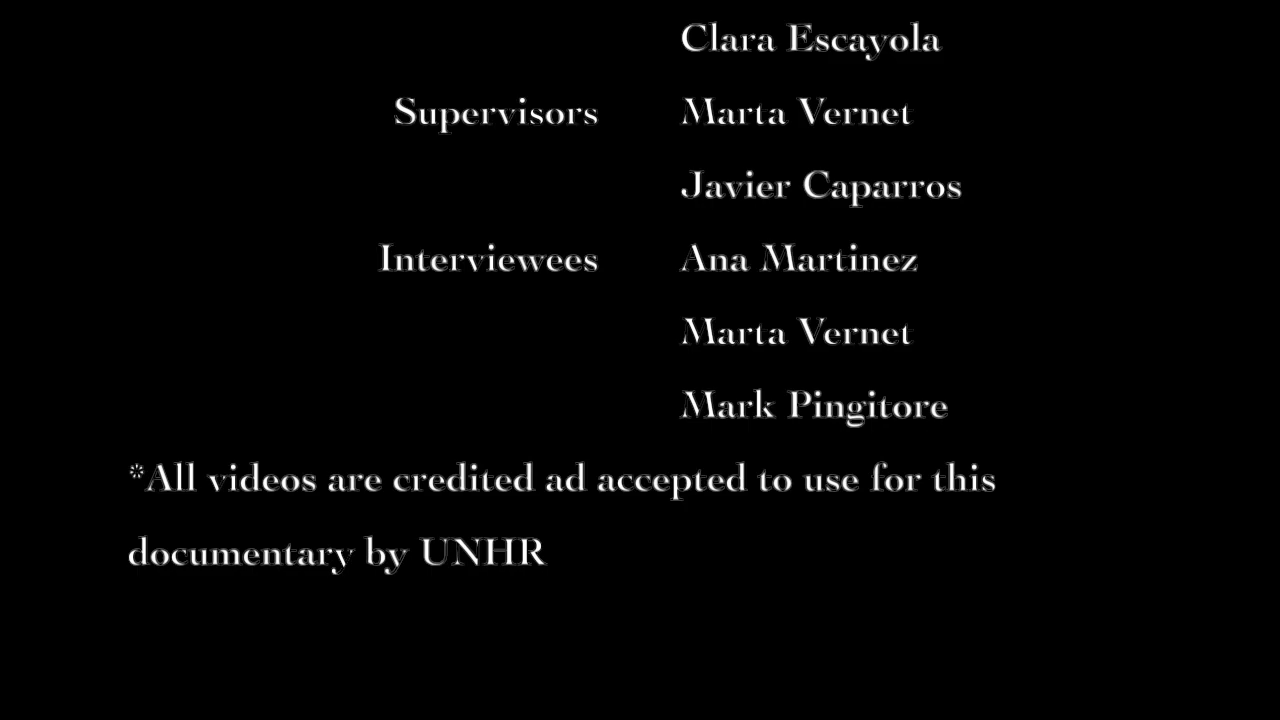 Clara Escayola
Supervisors Marta Vernet
Javier Caparros
Interviewees Ana Martinez
Marta Vernet
Mark Pingitore
*All videos are credited ad accepted to use for this
documentary by UNHR